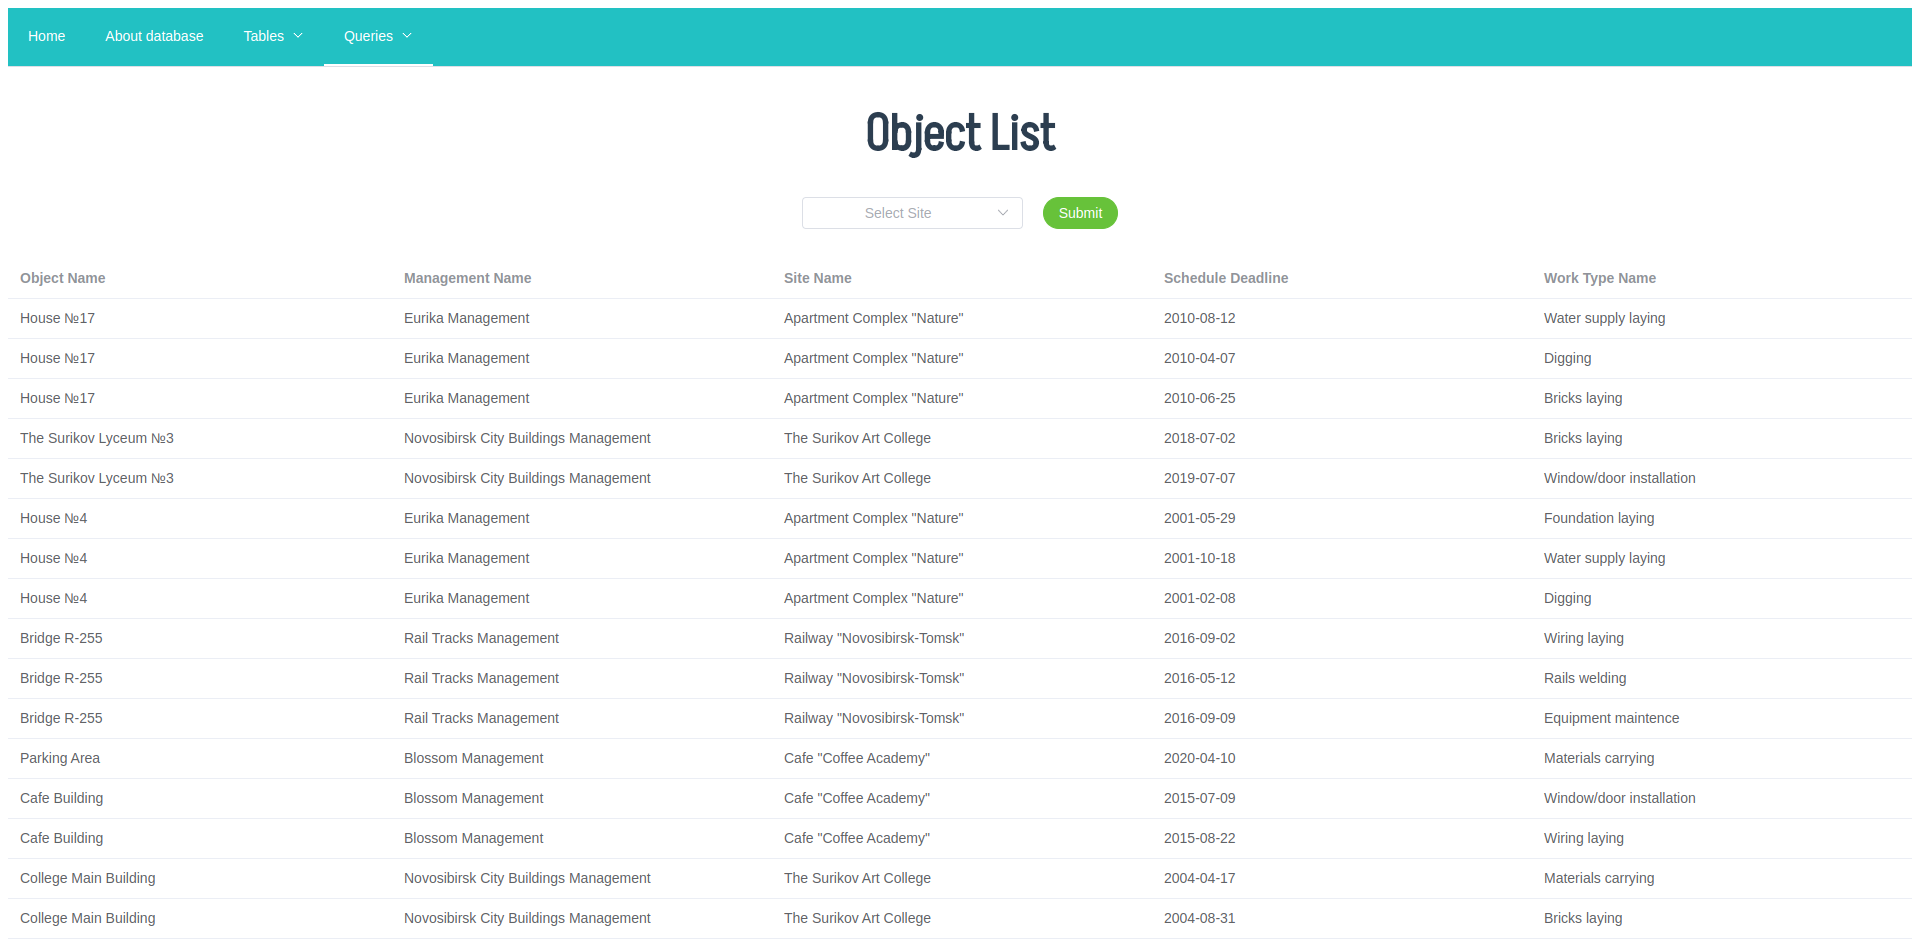 Home About database Tables Queries
Object List
Select Site Submit
Object Name Management Name Site Name Schedule Deadline Work Type Name
House №17 Eurika Management Apartment Complex "Nature" 2010-08-12 Water supply laying
House №17 Eurika Management Apartment Complex "Nature" 2010-04-07 Digging
House №17 Eurika Management Apartment Complex "Nature" 2010-06-25 Bricks laying
The Surikov Lyceum №3 Novosibirsk City Buildings Management The Surikov Art College 2018-07-02 Bricks laying
The Surikov Lyceum №3 Novosibirsk City Buildings Management The Surikov Art College 2019-07-07 Window/door installation
House №4 Eurika Management Apartment Complex "Nature" 2001-05-29 Foundation laying
House №4 Eurika Management Apartment Complex "Nature" 2001-10-18 Water supply laying
House №4 Eurika Management Apartment Complex "Nature" 2001-02-08 Digging
Bridge R-255 Rail Tracks Management Railway "Novosibirsk-Tomsk" 2016-09-02 Wiring laying
Bridge R-255 Rail Tracks Management Railway "Novosibirsk-Tomsk" 2016-05-12 Rails welding
Bridge R-255 Rail Tracks Management Railway "Novosibirsk-Tomsk" 2016-09-09 Equipment maintence
Parking Area Blossom Management Cafe "Coffee Academy" 2020-04-10 Materials carrying
Cafe Building Blossom Management Cafe "Coffee Academy" 2015-07-09 Window/door installation
Cafe Building Blossom Management Cafe "Coffee Academy" 2015-08-22 Wiring laying
College Main Building Novosibirsk City Buildings Management The Surikov Art College 2004-04-17 Materials carrying
College Main Building Novosibirsk City Buildings Management The Surikov Art College 2004-08-31 Bricks laying